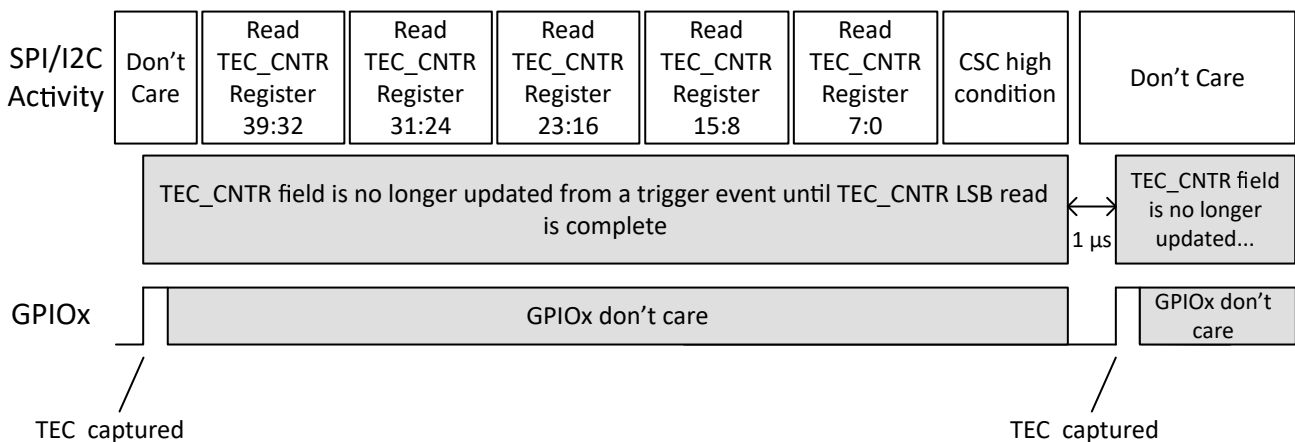 SPI/I2C
Activity
Don't
Care
Read
TEC_CNTR
Register
39:32
Read
TEC_CNTR
Register
31:24
Read
TEC_CNTR
Register
23:16
Read
TEC_CNTR
Register
15:8
Read
TEC_CNTR
Register
7:0
CSC high
condition
Don't Care
TEC_CNTR field is no longer updated from a trigger event until TEC_CNTR LSB read
is complete
1 µs
TEC_CNTR field
is no longer
updated...
GPIOx
GPIOx don't care
GPIOx don't
care
TEC captured
TEC captured